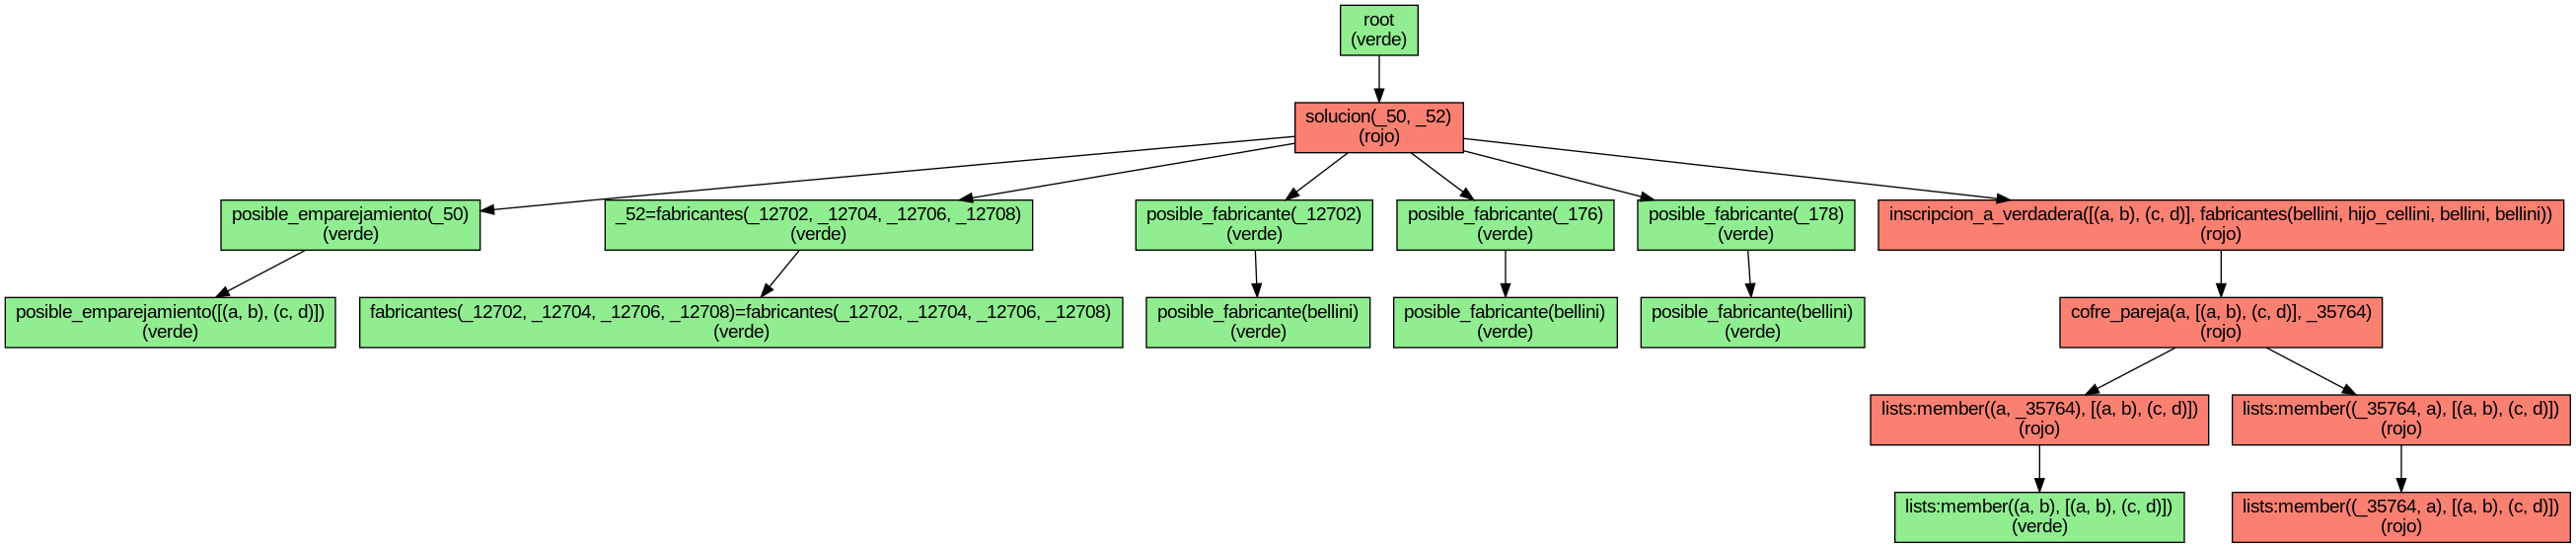 root
(verde)
solucion(_50, _52)
(rojo)
posible_emparejamiento(_50)
(verde)
_52=fabricantes(_12702, _12704, _12706, _12708)
(verde)
posible_fabricante(_12702)
(verde)
posible_fabricante(_176)
(verde)
posible_fabricante(_178)
(verde)
inscripcion_a_verdadera([(a, b), (c, d)], fabricantes(bellini, hijo_cellini, bellini, bellini))
(rojo)
posible_emparejamiento([(a, b), (c, d)])
(verde)
fabricantes(_12702, _12704, _12706, _12708)=fabricantes(_12702, _12704, _12706, _12708)
(verde)
posible_fabricante(bellini)
(verde)
posible_fabricante(bellini)
(verde)
posible_fabricante(bellini)
(verde)
cofre_pareja(a, [(a, b), (c, d)], _35764)
(rojo)
lists:member((a, _35764), [(a, b), (c, d)])
(rojo)
lists:member((_35764, a), [(a, b), (c, d)])
(rojo)
lists:member((a, b), [(a, b), (c, d)])
(verde)
lists:member((_35764, a), [(a, b), (c, d)])
(rojo)